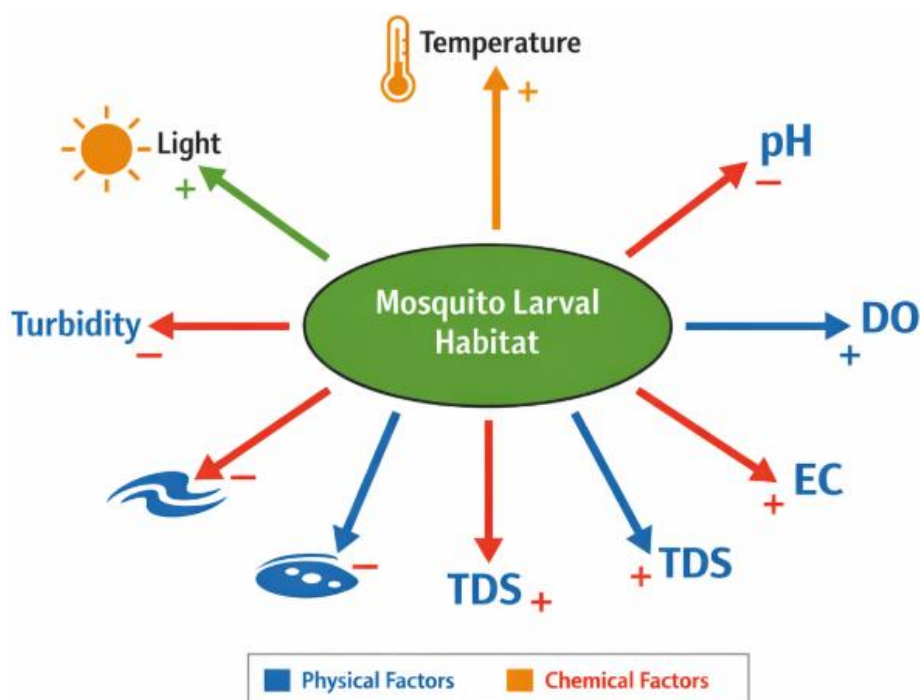 Temperature
+
Light
+
pH
−
Mosquito Larval
Habitat
Turbidity
−
DO
+
−
EC
+
−
TDS +
+ TDS
Physical Factors Chemical Factors